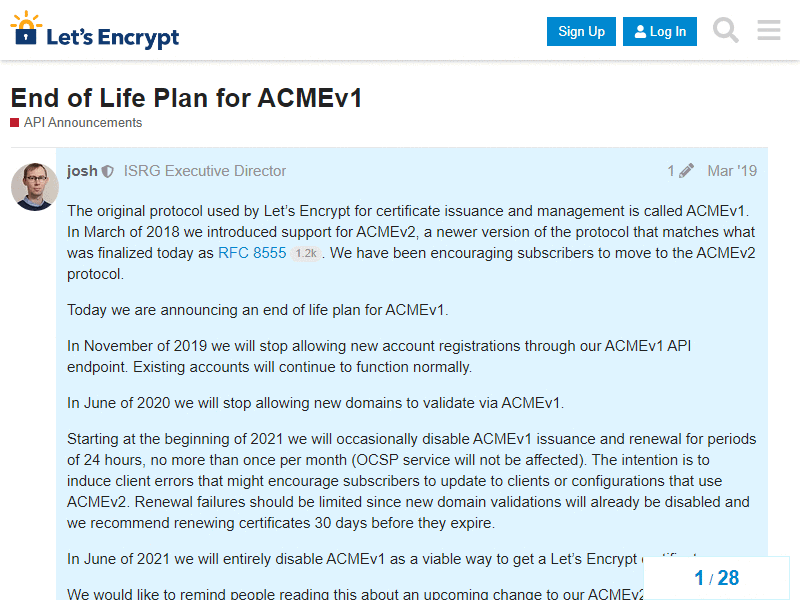 Let's Encrypt
Sign Up
Log In
End of Life Plan for ACMEv1
API Announcements
josh ISRG Executive Director 1 Mar '19
The original protocol used by Let's Encrypt for certificate issuance and management is called ACMEv1.
In March of 2018 we introduced support for ACMEv2, a newer version of the protocol that matches what
was finalized today as RFC 8555 1.2k . We have been encouraging subscribers to move to the ACMEv2
protocol.
Today we are announcing an end of life plan for ACMEv1.
In November of 2019 we will stop allowing new account registrations through our ACMEv1 API
endpoint. Existing accounts will continue to function normally.
In June of 2020 we will stop allowing new domains to validate via ACMEv1.
Starting at the beginning of 2021 we will occasionally disable ACMEv1 issuance and renewal for periods
of 24 hours, no more than once per month (OCSP service will not be affected). The intention is to
induce client errors that might encourage subscribers to update to clients or configurations that use
ACMEv2. Renewal failures should be limited since new domain validations will already be disabled and
we recommend renewing certificates 30 days before they expire.
In June of 2021 we will entirely disable ACMEv1 as a viable way to get a Let's Encrypt
We would like to remind people reading this about an upcoming change to our ACMEv2
1 / 28